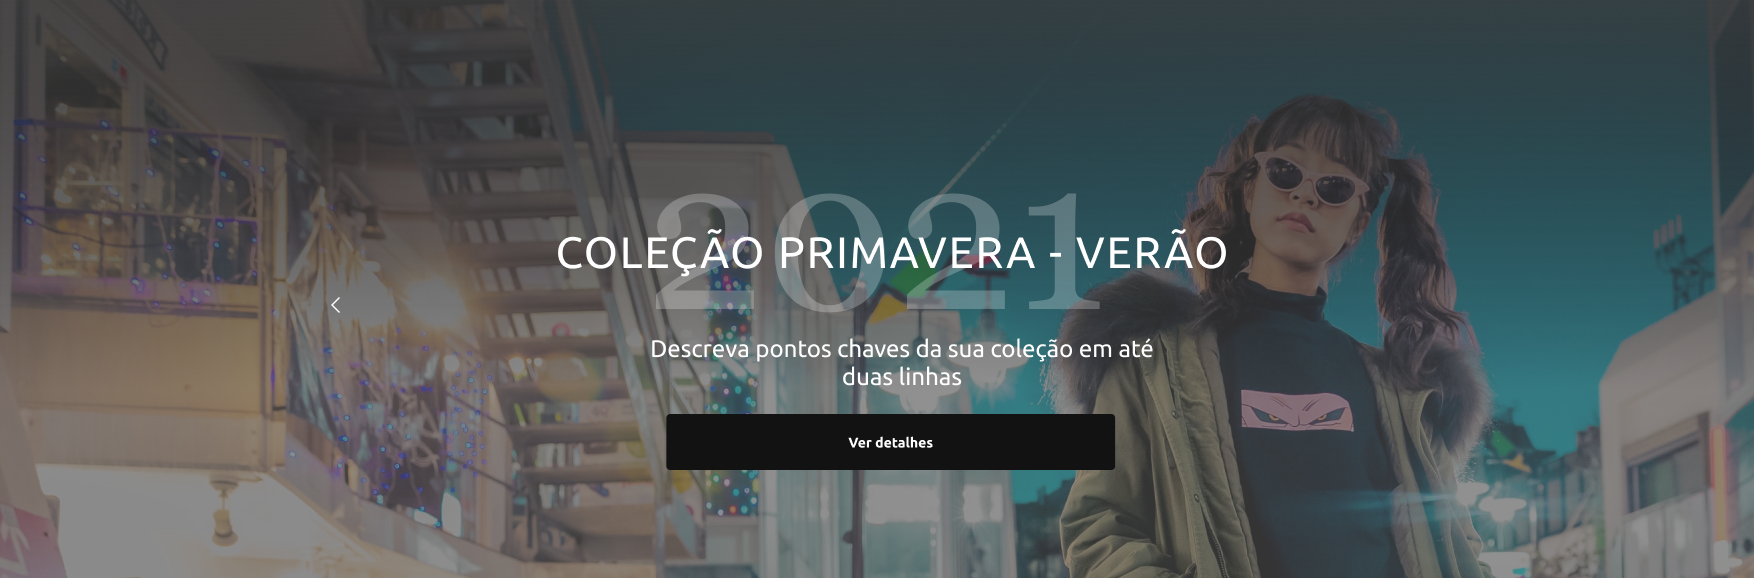 2021
COLEÇÃO PRIMAVERA - VERÃO
Descreva pontos chaves da sua coleção em até
duas linhas
Ver detalhes